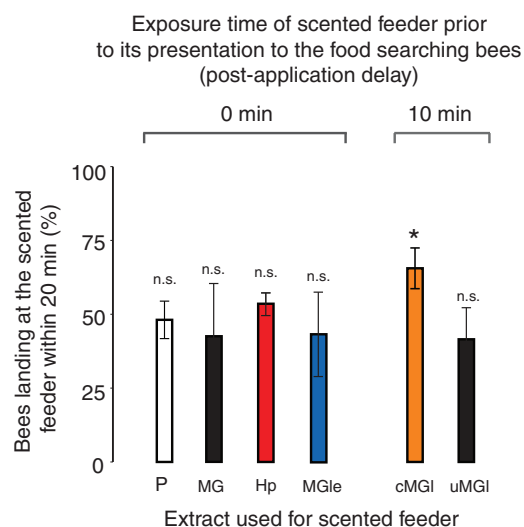 Exposure time of scented feeder prior
to its presentation to the food searching bees
(post-application delay)
0 min 10 min
Bees landing at the scented
feeder within 20 min (%)
100
75
50
25
0
n.s. n.s. n.s. n.s. * n.s.
P MG Hp MGle cMGl uMGl
Extract used for scented feeder